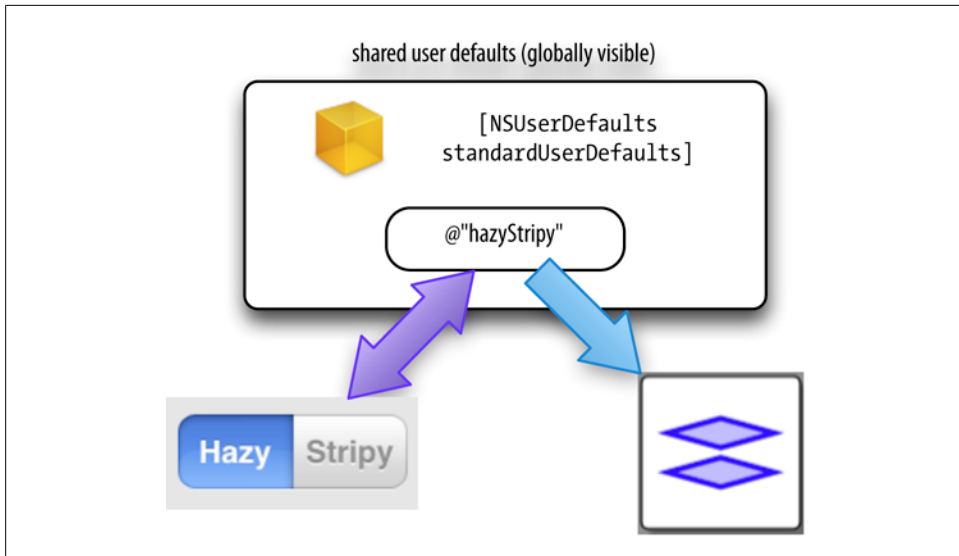 shared user defaults (globally visible)
[NSUserDefaults
standardUserDefaults]
@"hazyStripy"
Hazy Stripy